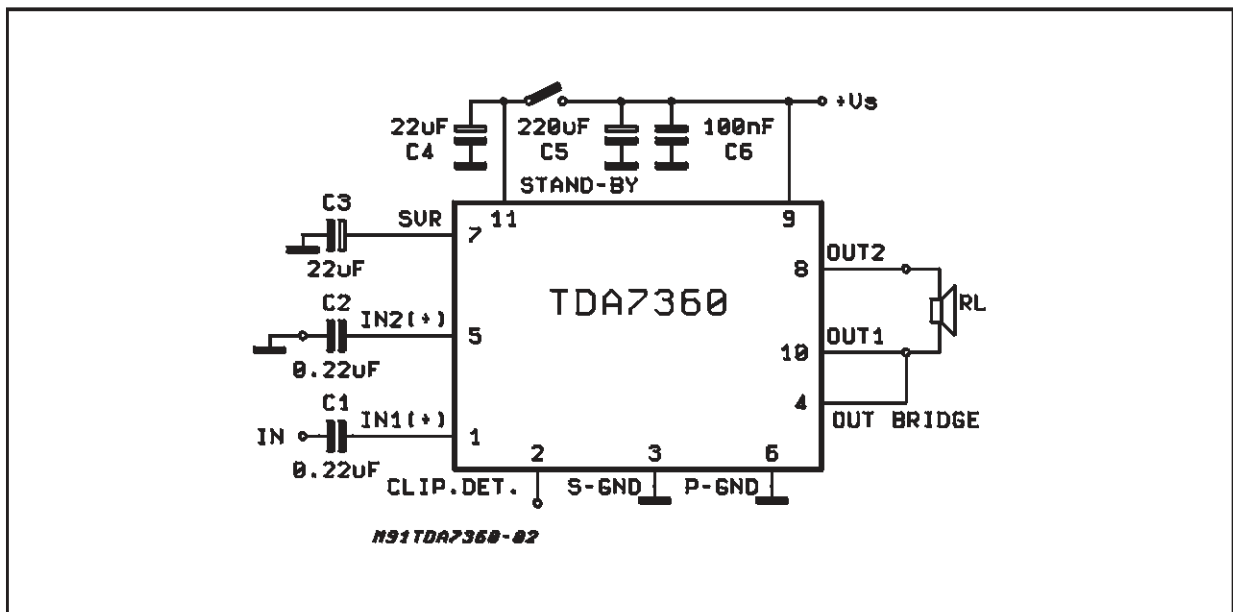 +Vs
22uF
C4
220uF
C5
100nF
C6
STAND-BY
C3
SVR
22uF
11
9
7
C2
IN2(+)
0.22uF
5
TDA7360
8
OUT2
RL
10
OUT1
4
OUT BRIDGE
C1
IN
IN1(+)
0.22uF
1
2
3
6
CLIP.DET.
S-GND
P-GND
M91TDA7360-02